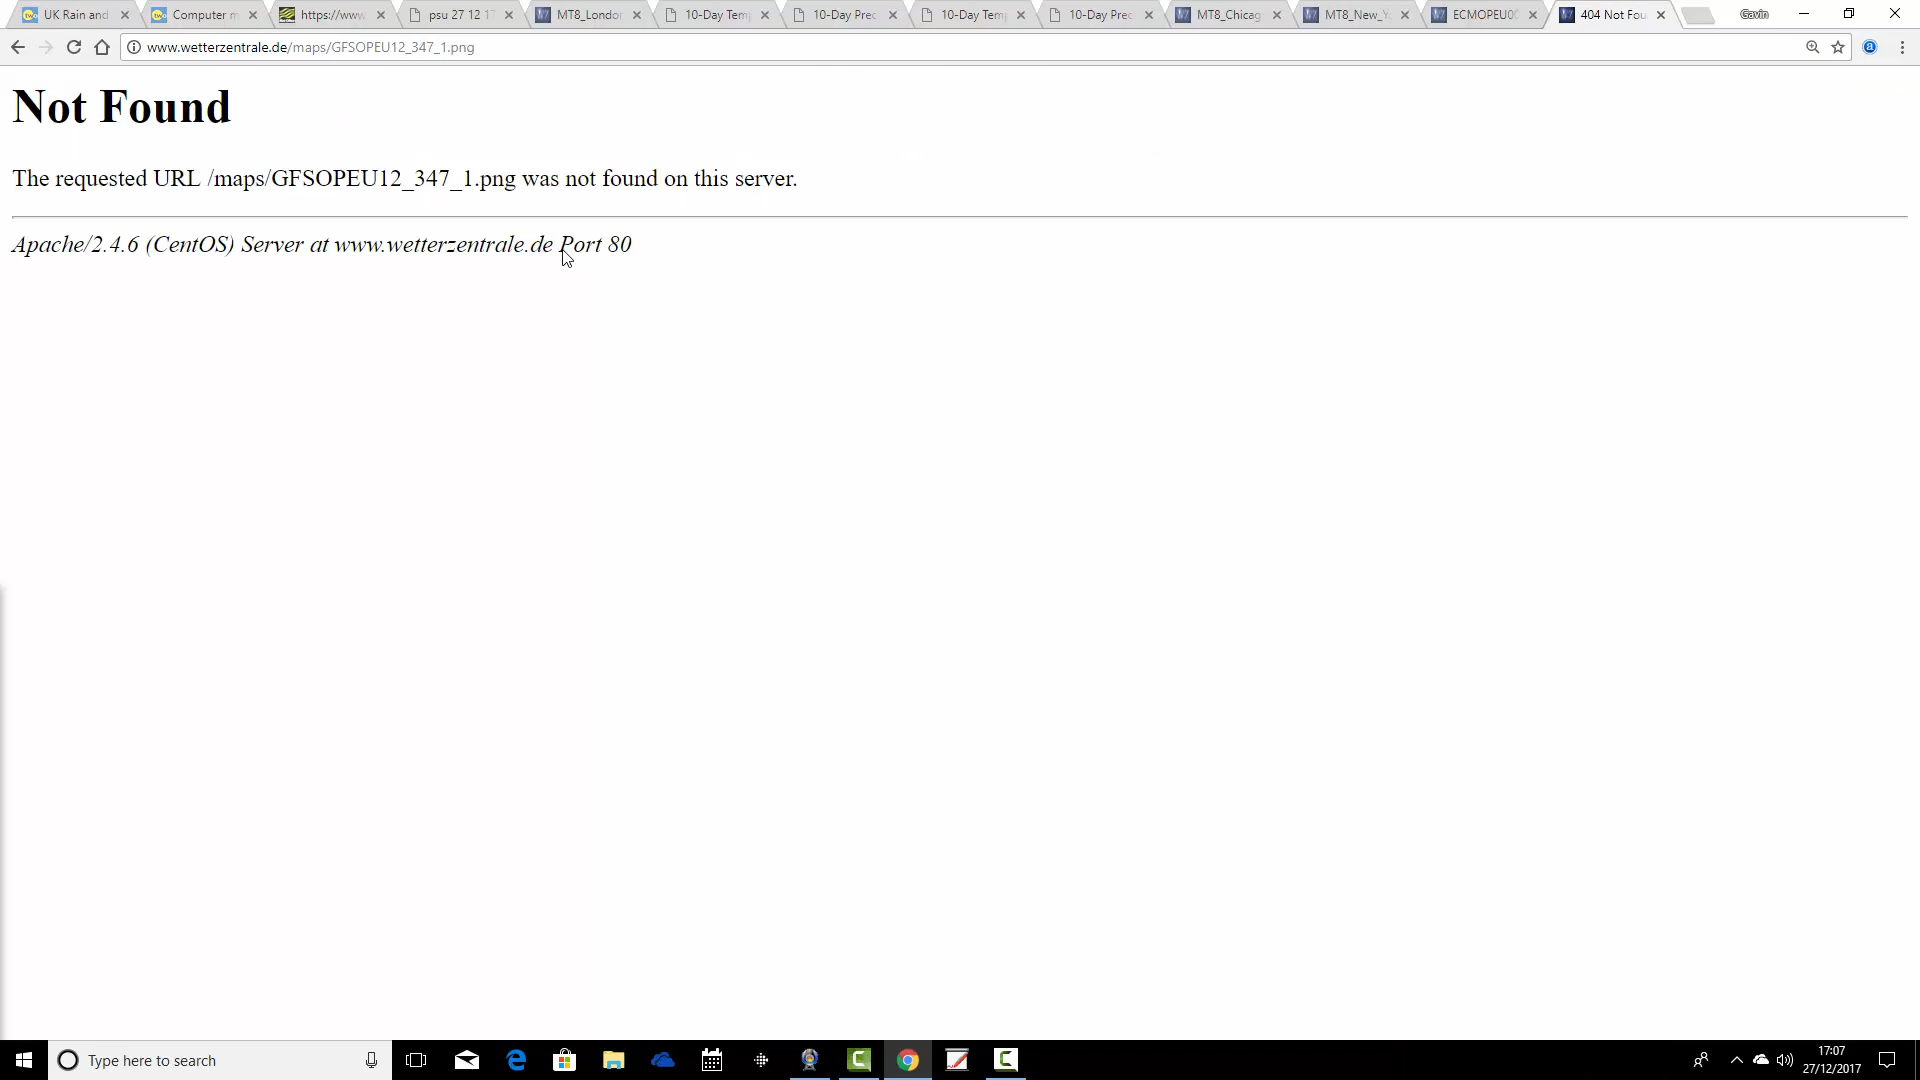 UK Rain and
Computer m
https://www
psu 27 12 17
MT8_London
10-Day Temp
10-Day Prec
10-Day Temp
10-Day Prec
MT8_Chicag
MT8_New_Yo
ECMOPEU00
404 Not Fou
Gavin
www.wetterzentrale.de/maps/GFSOPEU12_347_1.png
Not Found
The requested URL /maps/GFSOPEU12_347_1.png was not found on this server.
Apache/2.4.6 (CentOS) Server at www.wetterzentrale.de Port 80
Type here to search
17:07
27/12/2017